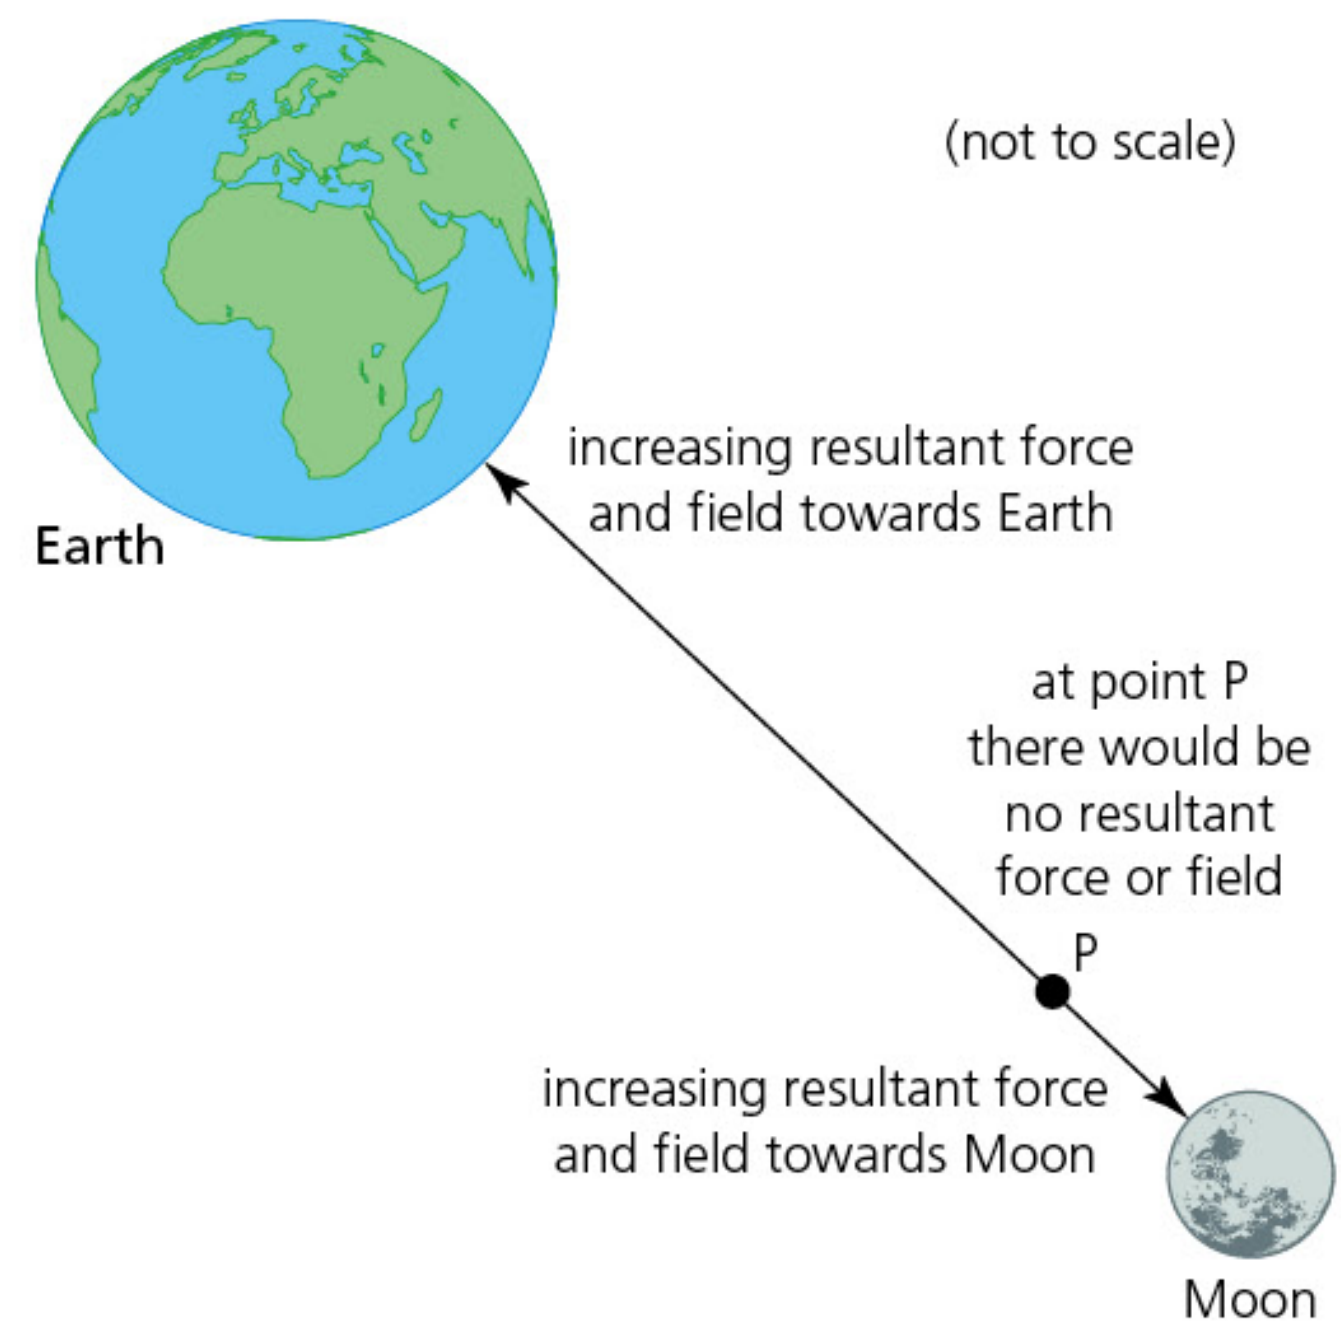 (not to scale)
increasing resultant force
and field towards Earth
Earth
at point P
there would be
no resultant
force or field
P
increasing resultant force
and field towards Moon
Moon